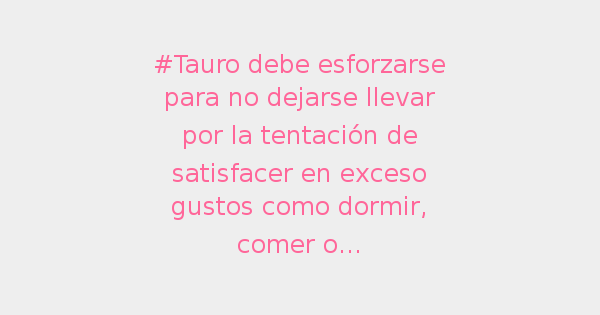 #Tauro debe esforzarse
para no dejarse llevar
por la tentación de
satisfacer en exceso
gustos como dormir,
comer o...